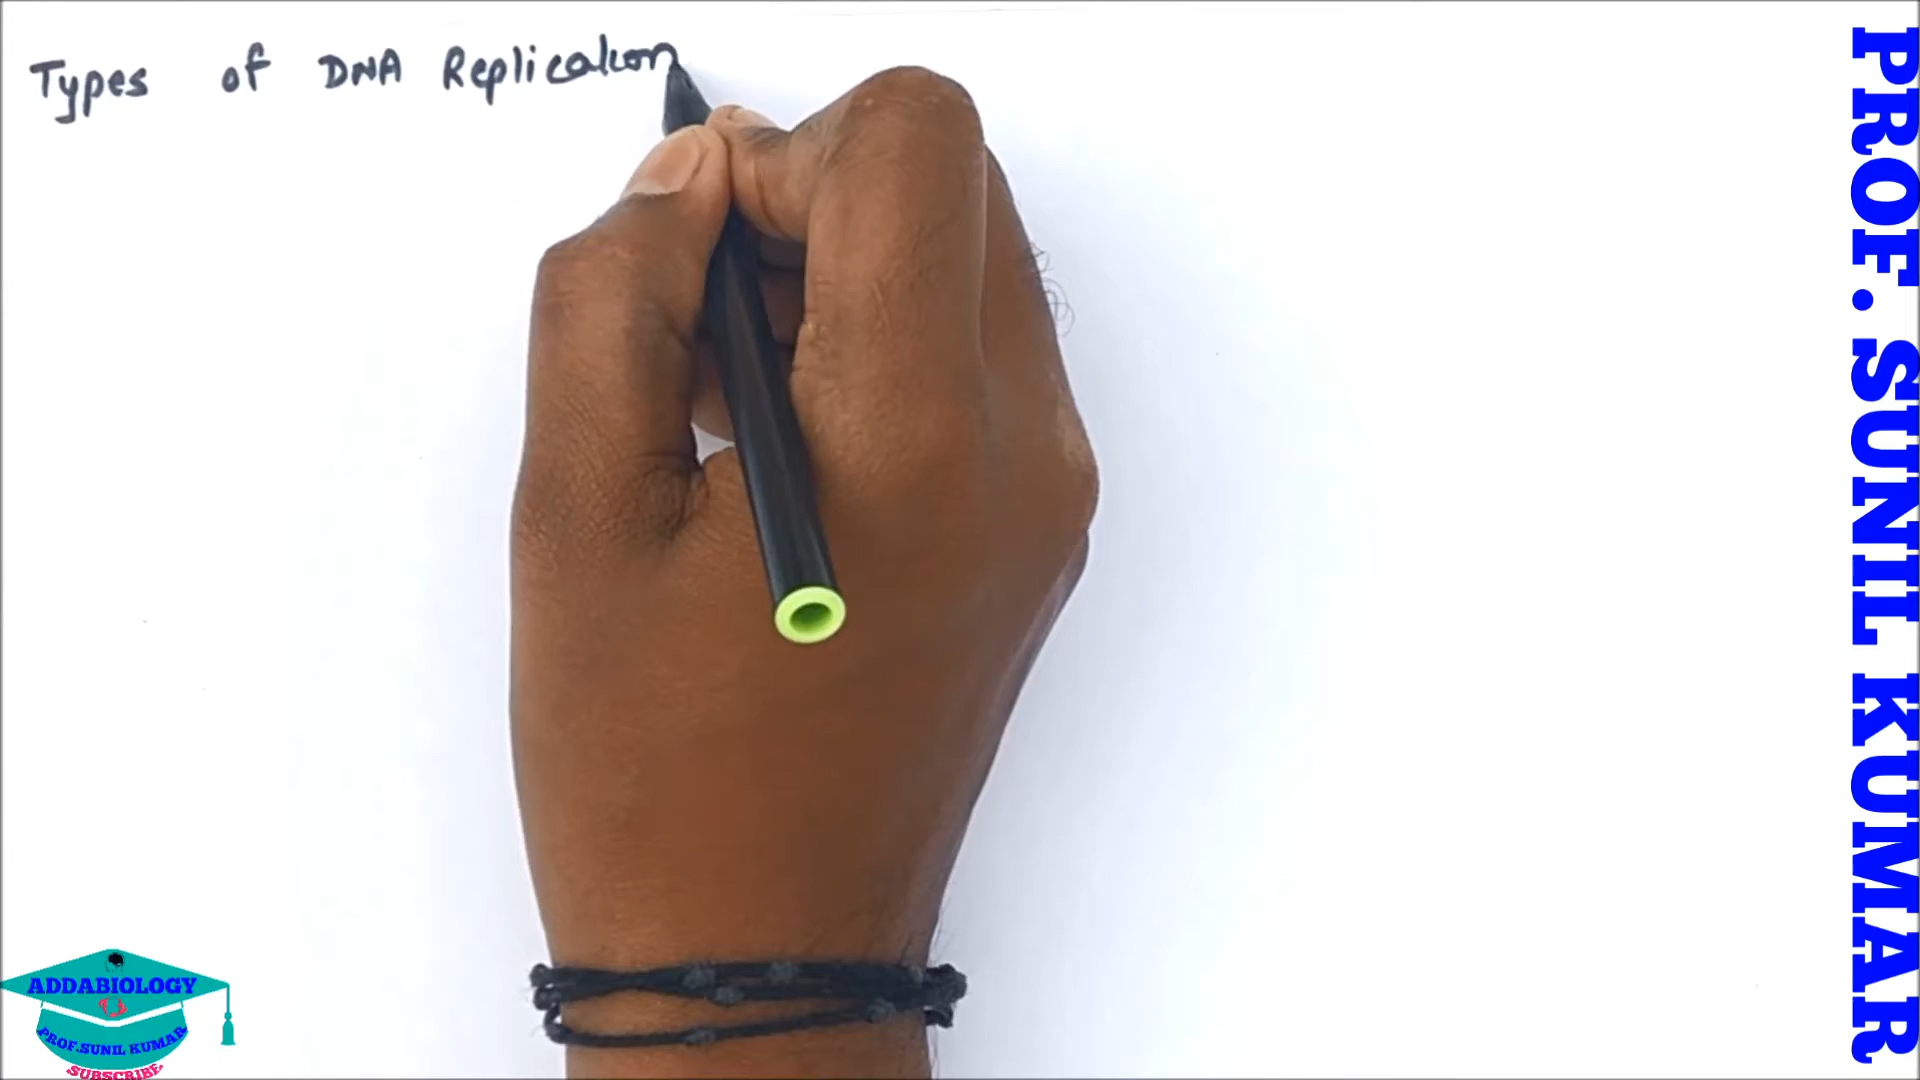 Types of DNA Replication
PROF. SUNIL KUMAR
ADDABIOLOGY
PROF.SUNIL KUMAR
SUBSCRIBE